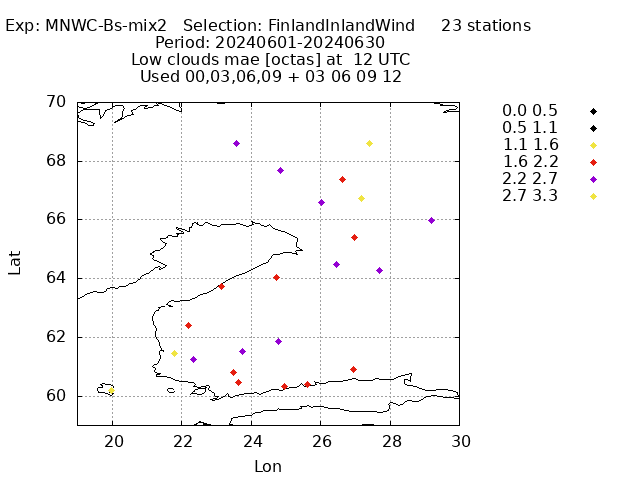 Exp: MNWC-Bs-mix2 Selection: FinlandInlandWind 23 stations
Period: 20240601-20240630
Low clouds mae [octas] at 12 UTC
Used 00,03,06,09 + 03 06 09 12
0.0 0.5
0.5 1.1
1.1 1.6
1.6 2.2
2.2 2.7
2.7 3.3
70
68
66
64
62
60
Lat
20 22 24 26 28 30
Lon